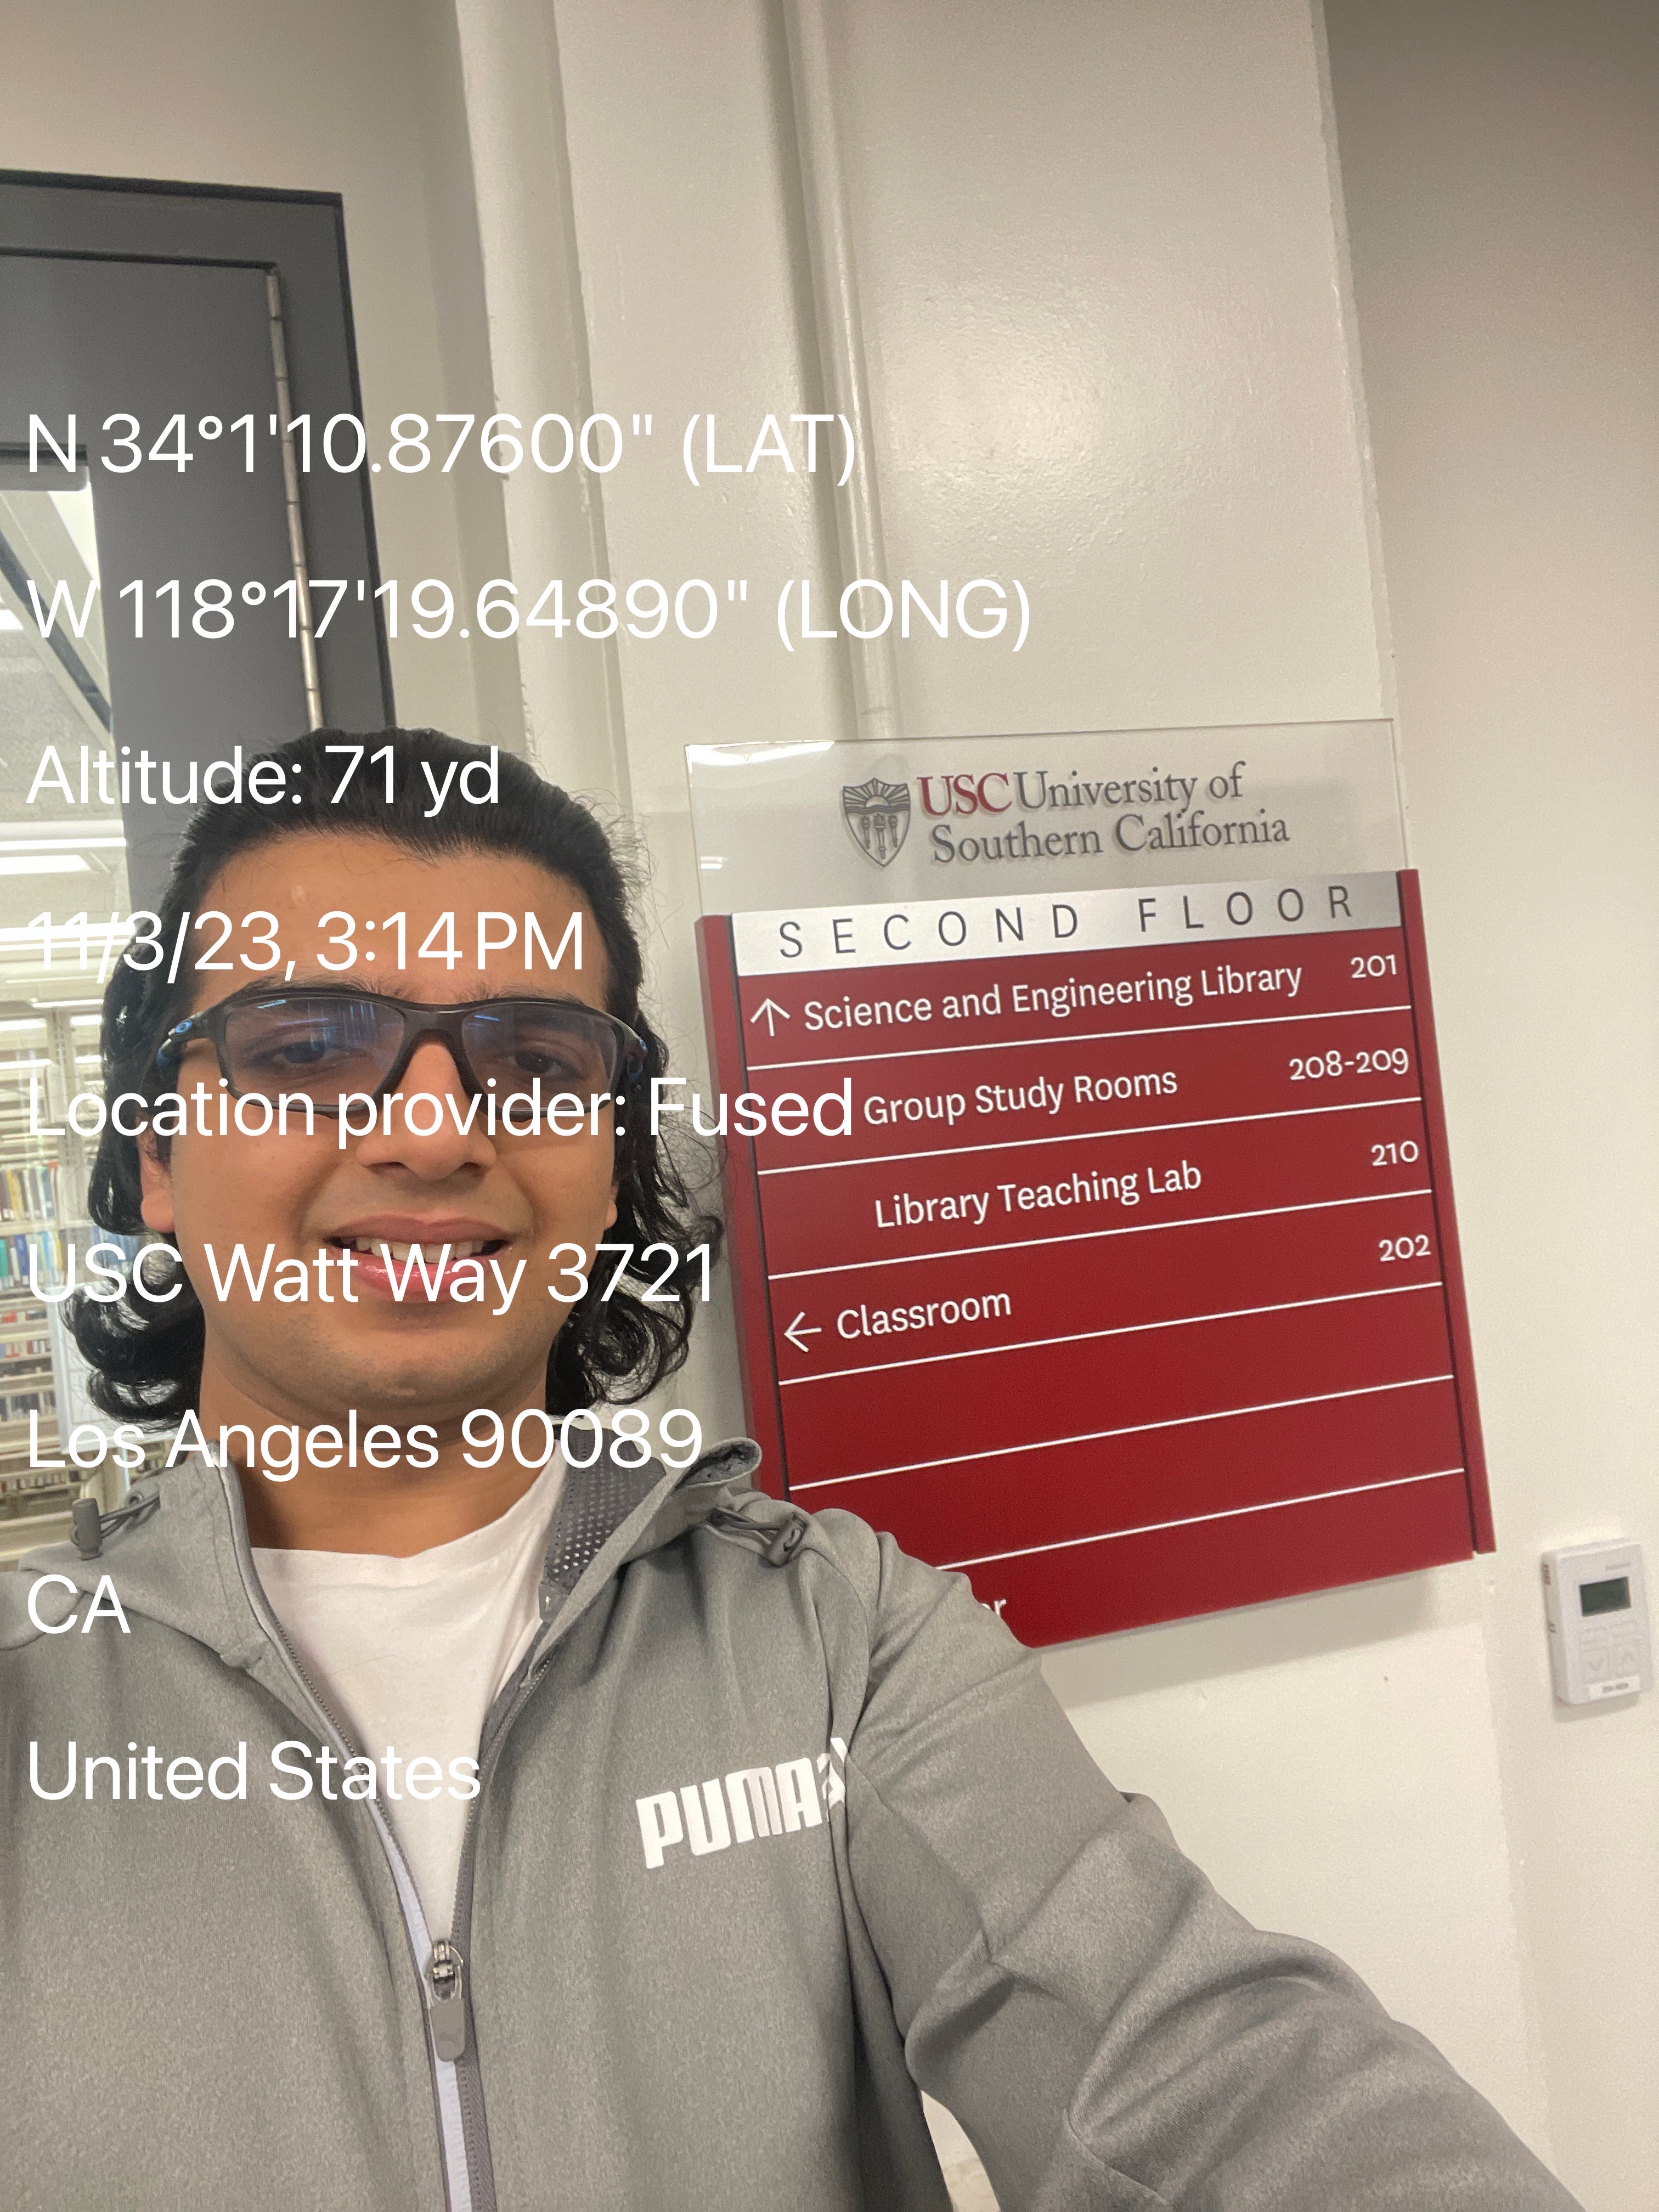 N 34°1'10.87600" (LAT)
W 118°17'19.64890" (LONG)
Altitude: 71 yd
11/3/23, 3:14 PM
Location provider: Fused
USC Watt Way 3721
Los Angeles 90089
CA
United States
USC University of
Southern California
SECOND FLOOR
↑ Science and Engineering Library 201
Group Study Rooms 208-209
Library Teaching Lab 210
← Classroom 202
PUMA